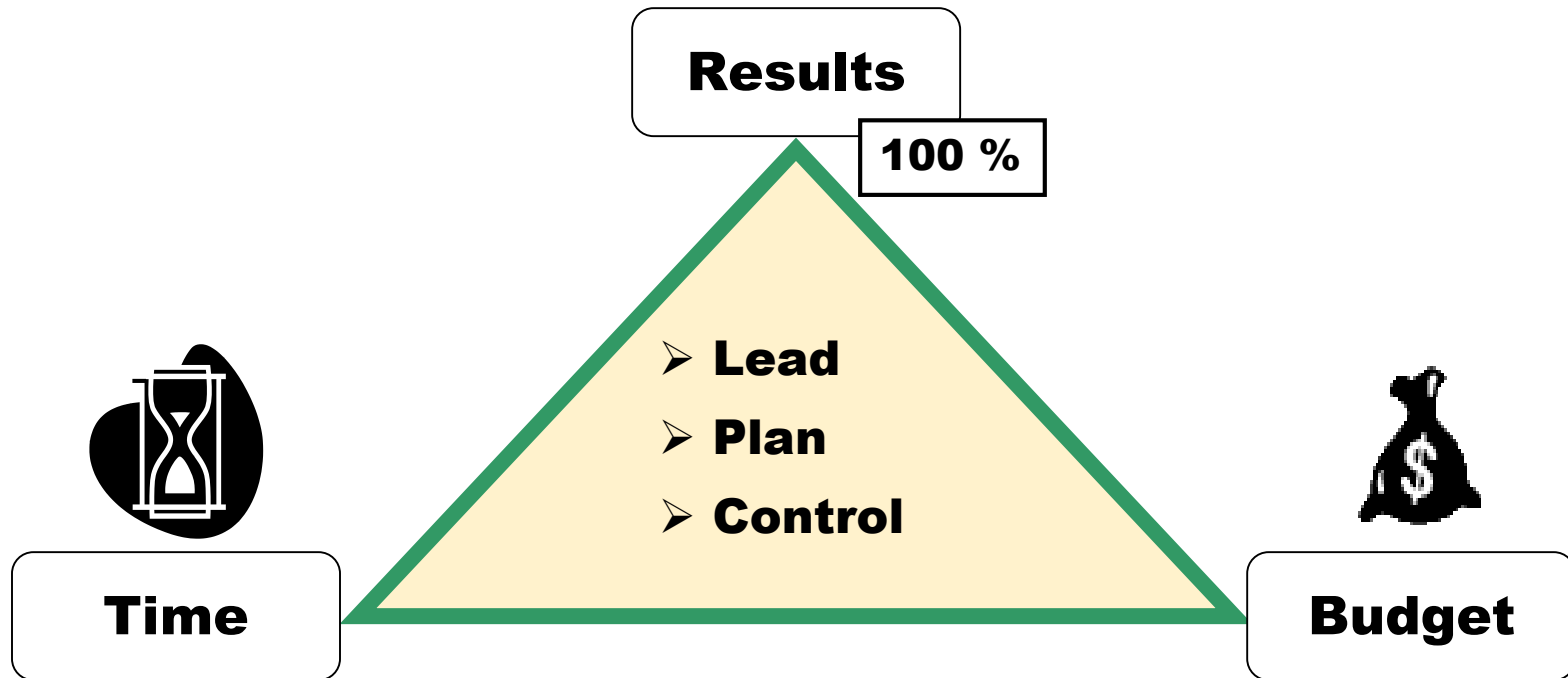 Results
100 %
➢ Lead
➢ Plan
➢ Control
$
Time
Budget